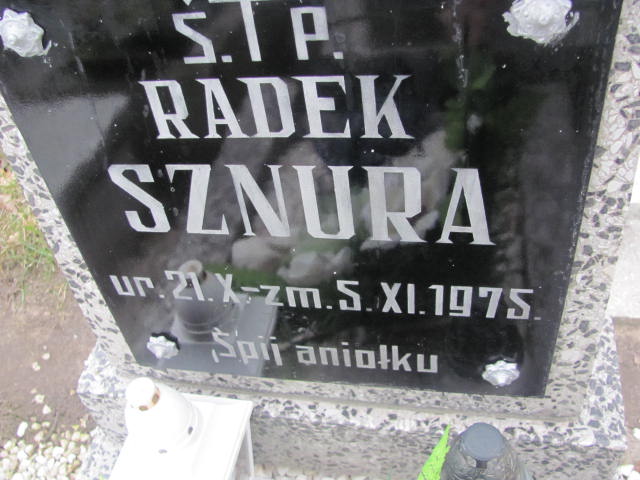 Ś.†P.
RADEK
SZNURA
ur. 21.X.-zm.5.XI.1975.
Śpij aniołku